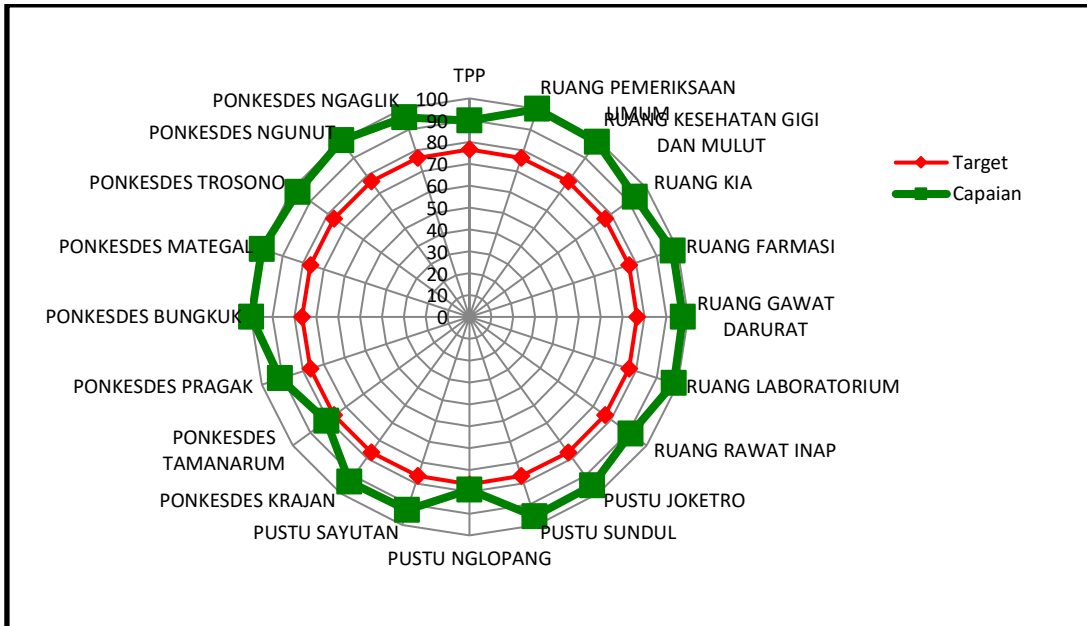 TPP
RUANG PEMERIKSAAN
UMUM
RUANG KESEHATAN GIGI
DAN MULUT
RUANG KIA
RUANG FARMASI
RUANG GAWAT
DARURAT
RUANG LABORATORIUM
RUANG RAWAT INAP
PUSTU JOKETRO
PUSTU SUNDUL
PUSTU NGLOPANG
PUSTU SAYUTAN
PONKESDES KRAJAN
PONKESDES
TAMANARUM
PONKESDES PRAGAK
PONKESDES BUNGKUK
PONKESDES MATEGAL
PONKESDES TROSONO
PONKESDES NGUNUT
PONKESDES NGAGLIK
100
90
80
70
60
50
40
30
20
10
0
Target
Capaian